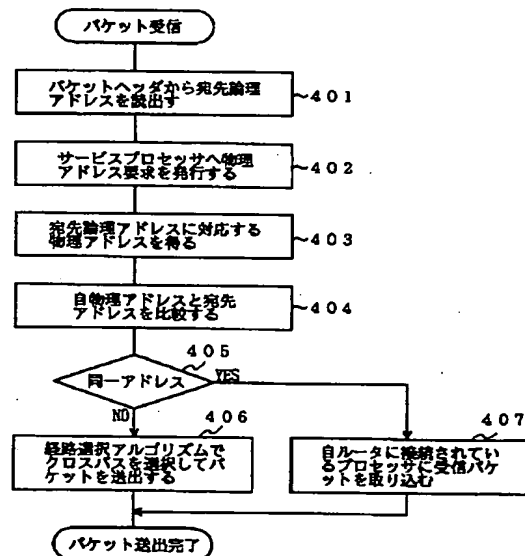 パケット受信
パケットヘッダから宛先論理
アドレスを読出す
~401
サービスプロセッサへ物理
アドレス要求を発行する
~402
宛先論理アドレスに対応する
物理アドレスを得る
~403
自物理アドレスと宛先
アドレスを比較する
~404
405
同一アドレス
YES
NO
406
経路選択アルゴリズムで
クロスパスを選択してパ
ケットを送出する
407
自ルータに接続されてい
るプロセッサに受信パケ
ットを取り込む
パケット送出完了